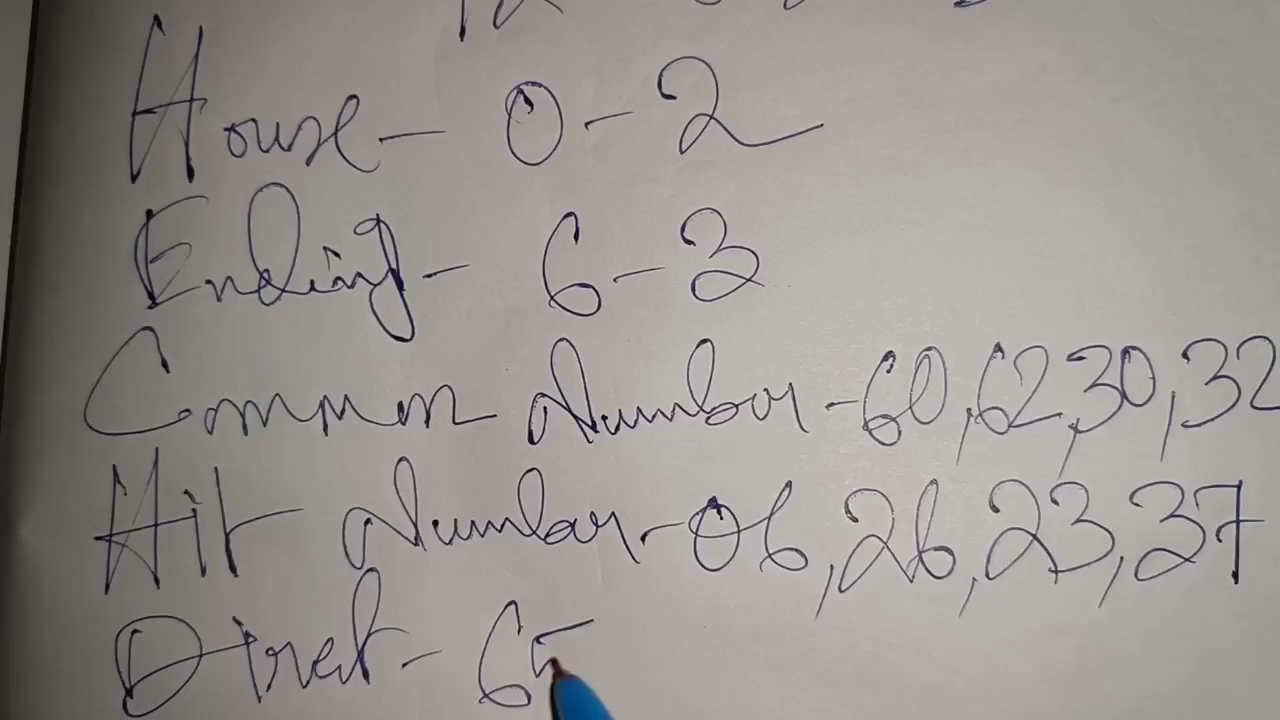 House - 0 - 2
Ending - 6 - 3
Common Number - 60, 62, 30, 32
Hit Number - 06, 26, 23, 37
Diret - 65